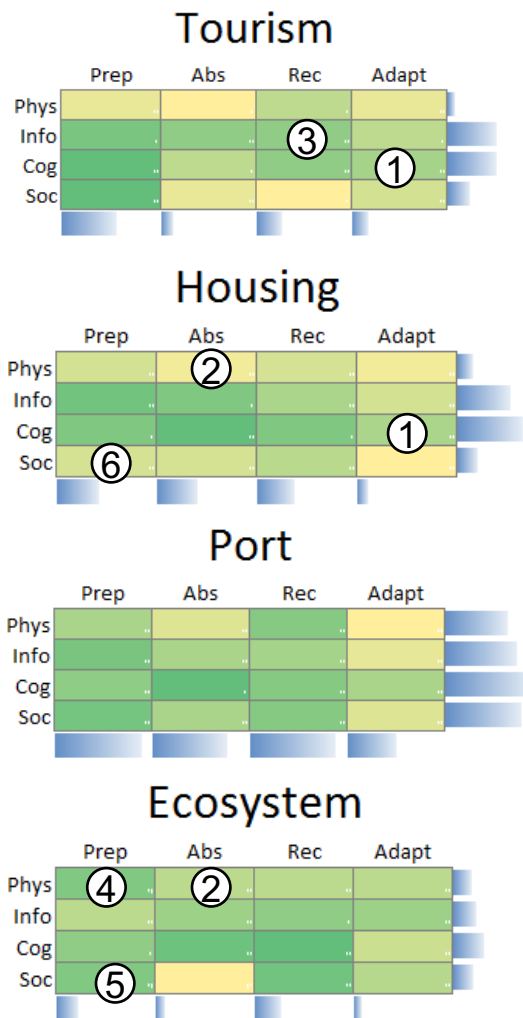 Tourism
Prep Abs Rec Adapt
Phys
Info
3
Cog
1
Soc
Housing
Prep Abs Rec Adapt
Phys 2
Info
Cog 1
Soc 6
Port
Prep Abs Rec Adapt
Phys
Info
Cog
Soc
Ecosystem
Prep Abs Rec Adapt
Phys 4 2
Info
Cog
Soc 5